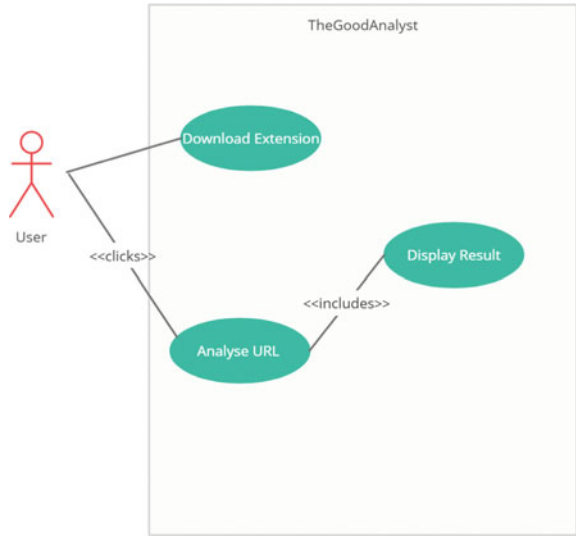 TheGoodAnalyst
Download Extension
User
<<clicks>>
Display Result
<<includes>>
Analyse URL